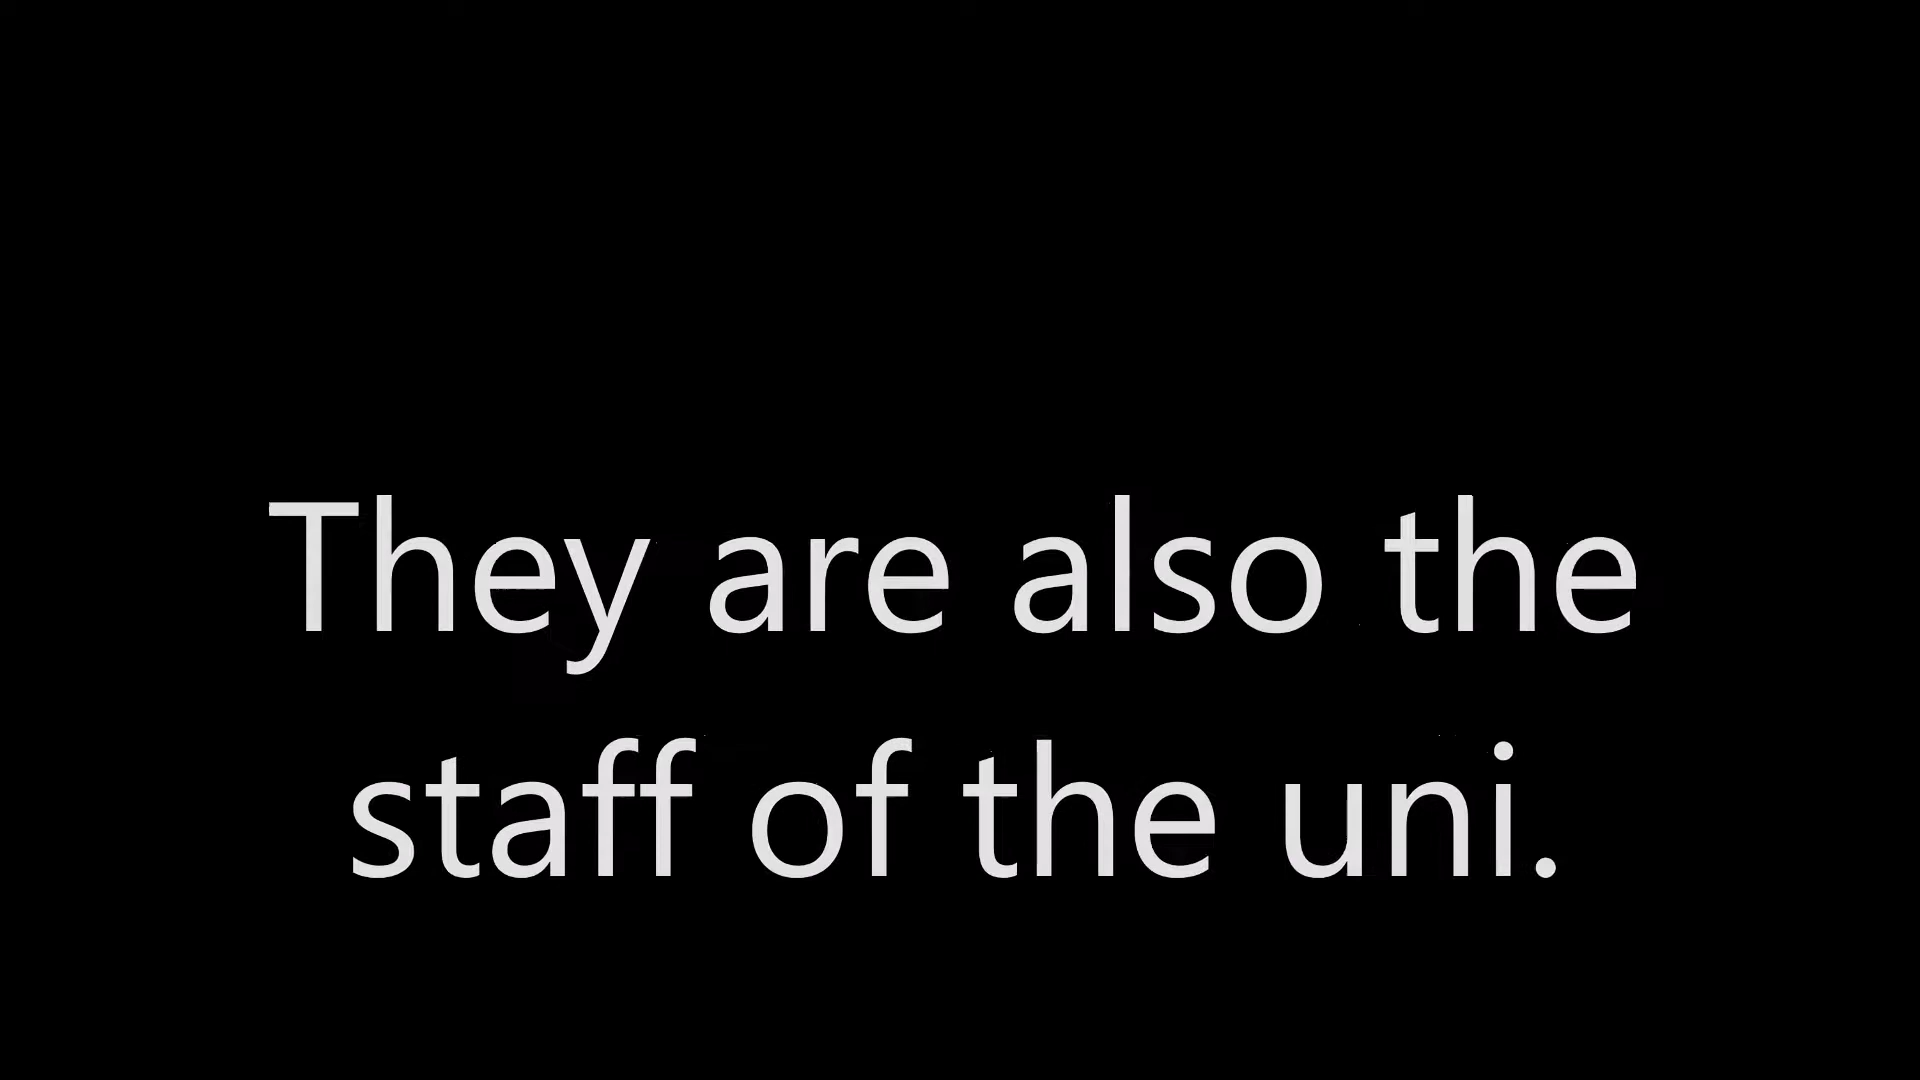 They are also the
staff of the uni.